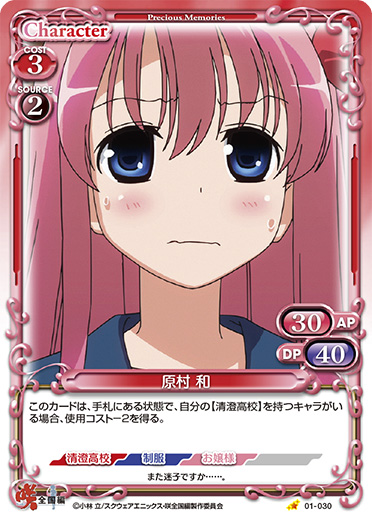 Precious Memories
Character
COST
3
SOURCE
2
30 AP
DP 40
原村 和
このカードは、手札にある状態で、自分の【清澄高校】を持つキャラがい
る場合、使用コスト－2を得る。
清澄高校 制服 お嬢様
また迷子ですか……。
咲 全国編
©小林 立/スクウェアエニックス・咲全国編製作委員会
01-030